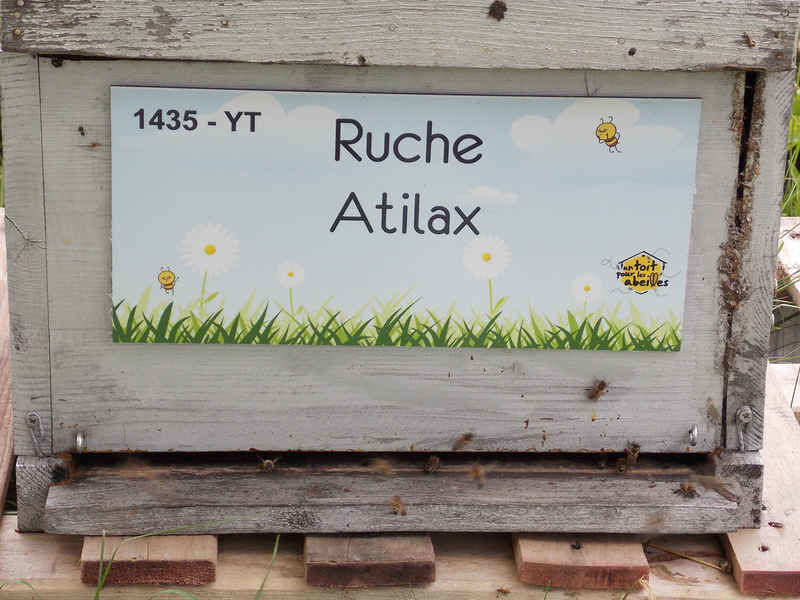 1435 - YT
Ruche
Atilax
un toit
pour les
abeilles